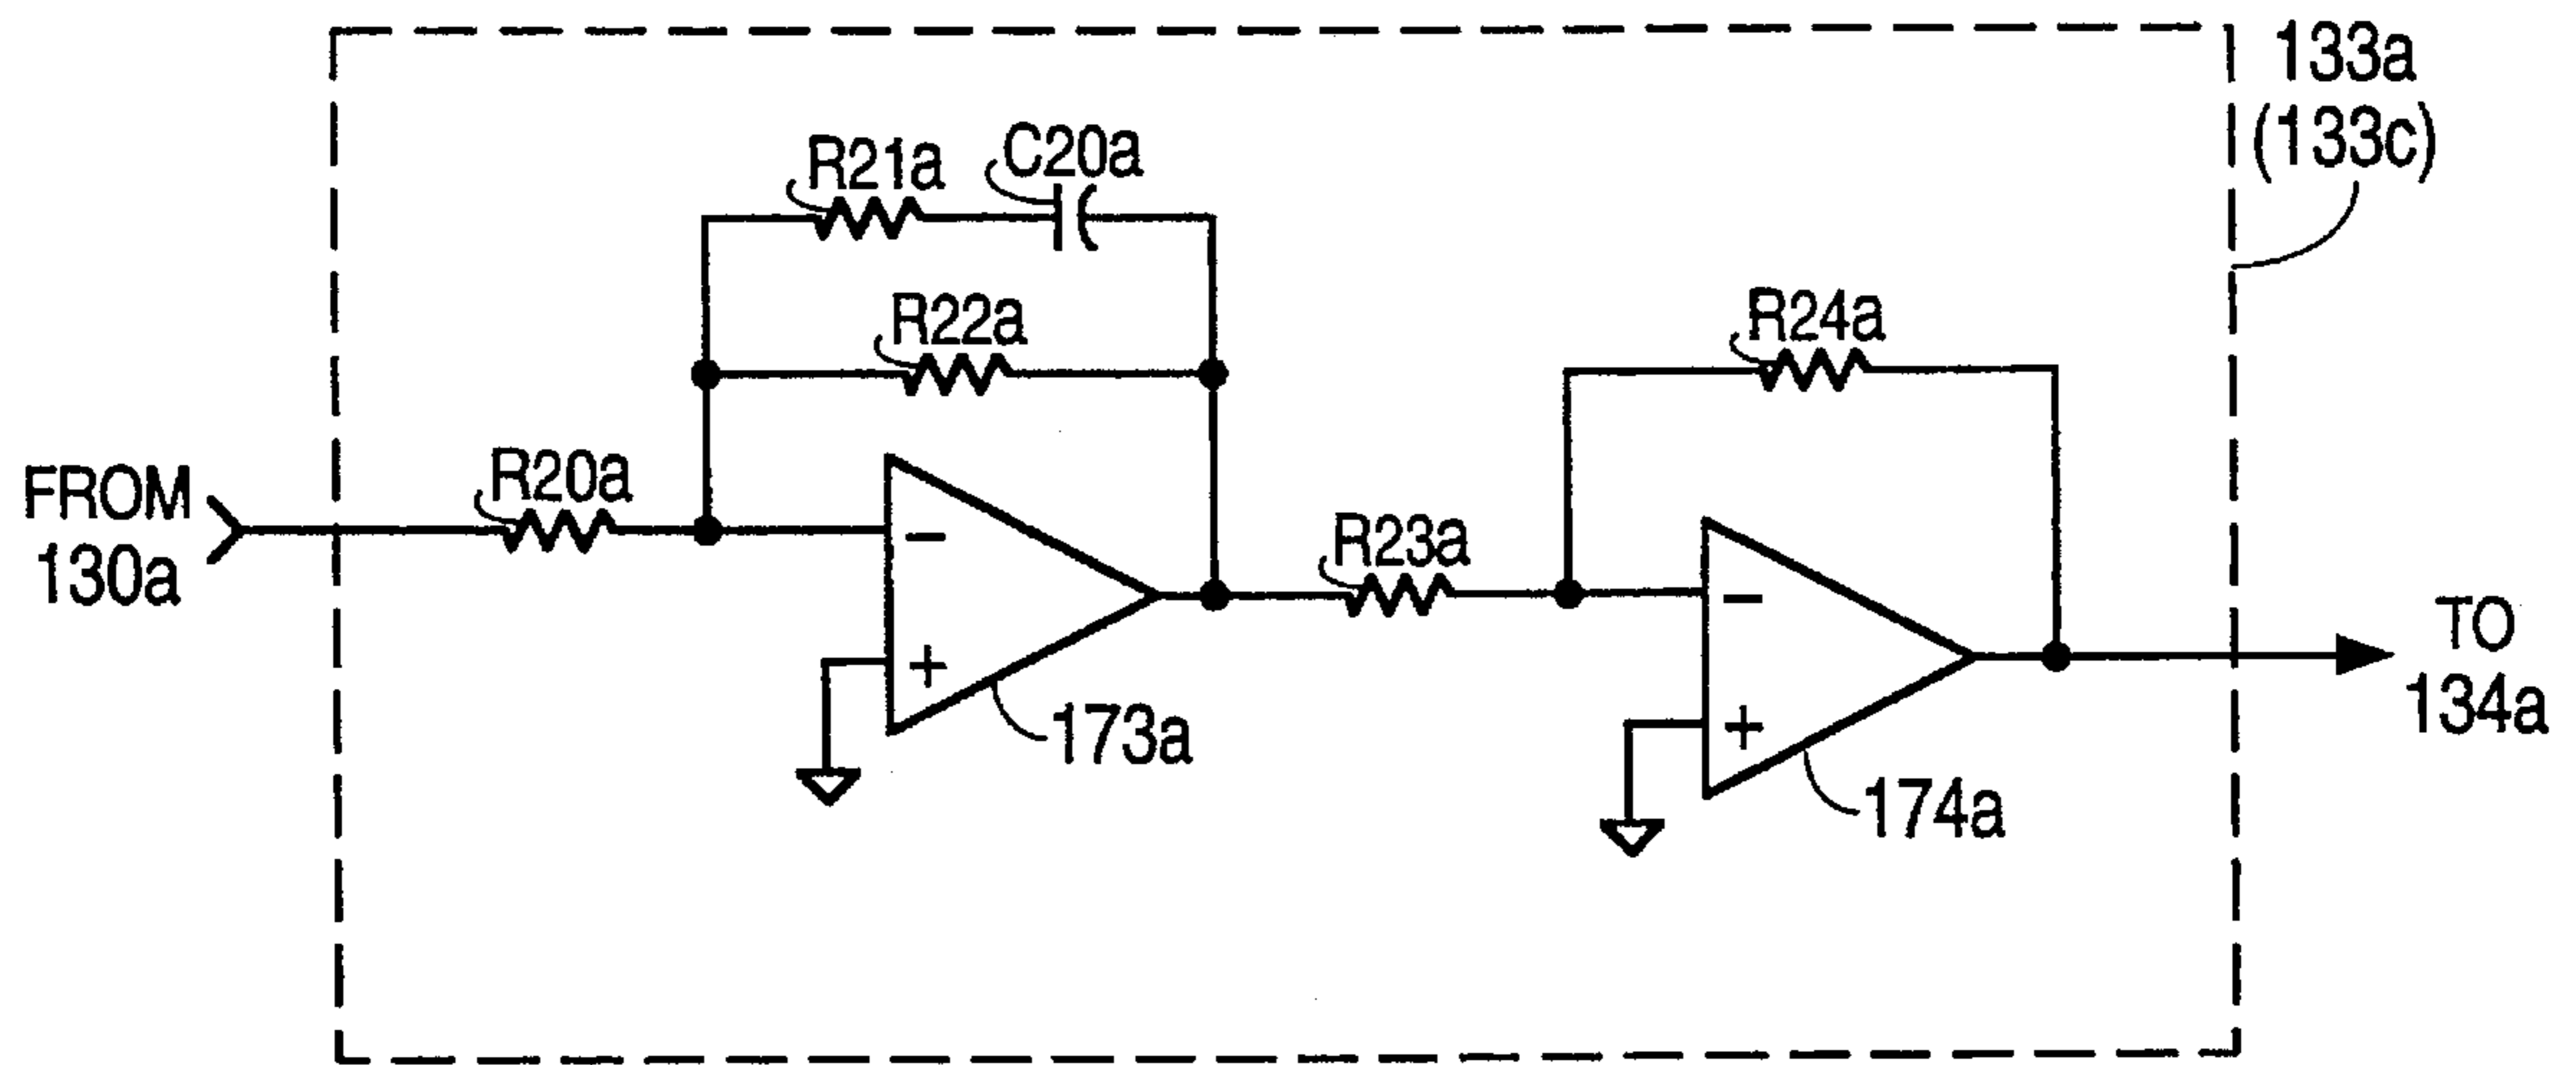 133a
(133c)
R21a
C20a
R22a
R24a
R20a
FROM
130a
R23a
−
+
−
+
173a
174a
TO
134a